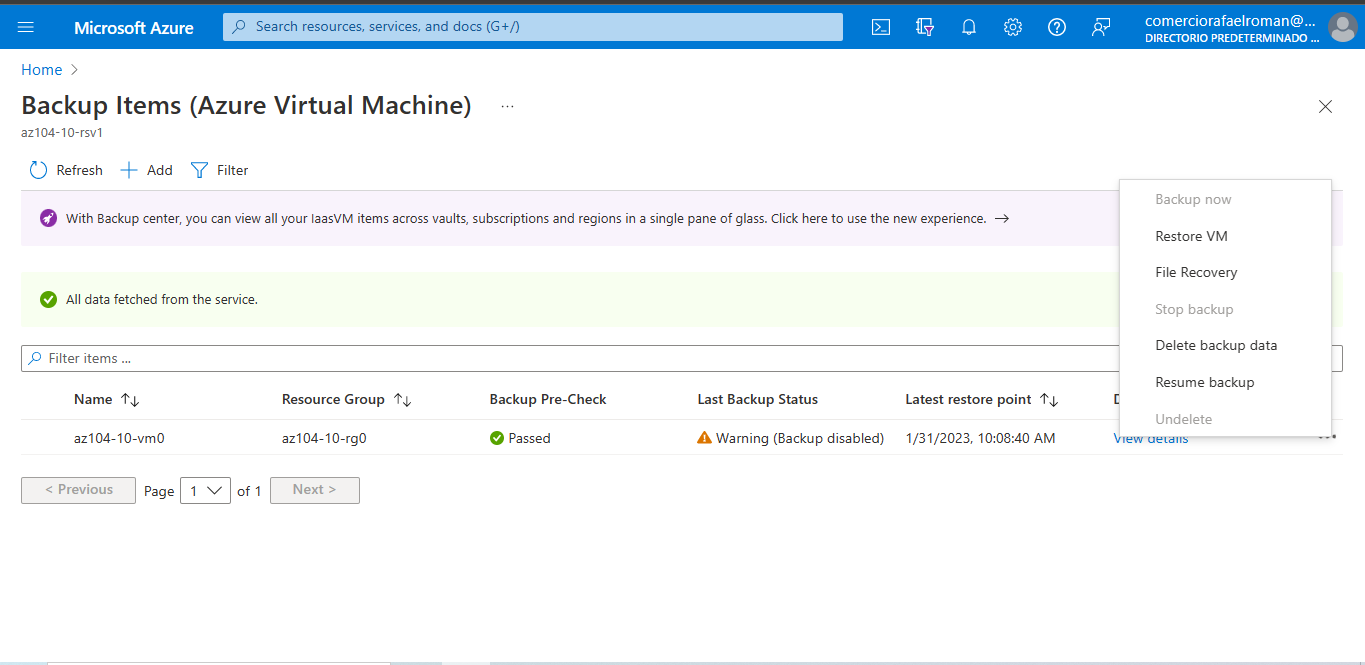 Microsoft Azure
Search resources, services, and docs (G+/)
comerciorafaelroman@...
DIRECTORIO PREDETERMINADO ...
Home
Backup Items (Azure Virtual Machine)
...
az104-10-rsv1
Refresh
Add
Filter
With Backup center, you can view all your IaasVM items across vaults, subscriptions and regions in a single pane of glass. Click here to use the new experience. →
All data fetched from the service.
Filter items ...
Name ↑↓ Resource Group ↑↓ Backup Pre-Check Last Backup Status Latest restore point ↑↓
az104-10-vm0 az104-10-rg0 Passed Warning (Backup disabled) 1/31/2023, 10:08:40 AM View details
Backup now
Restore VM
File Recovery
Stop backup
Delete backup data
Resume backup
Undelete
< Previous Page 1 of 1 Next >